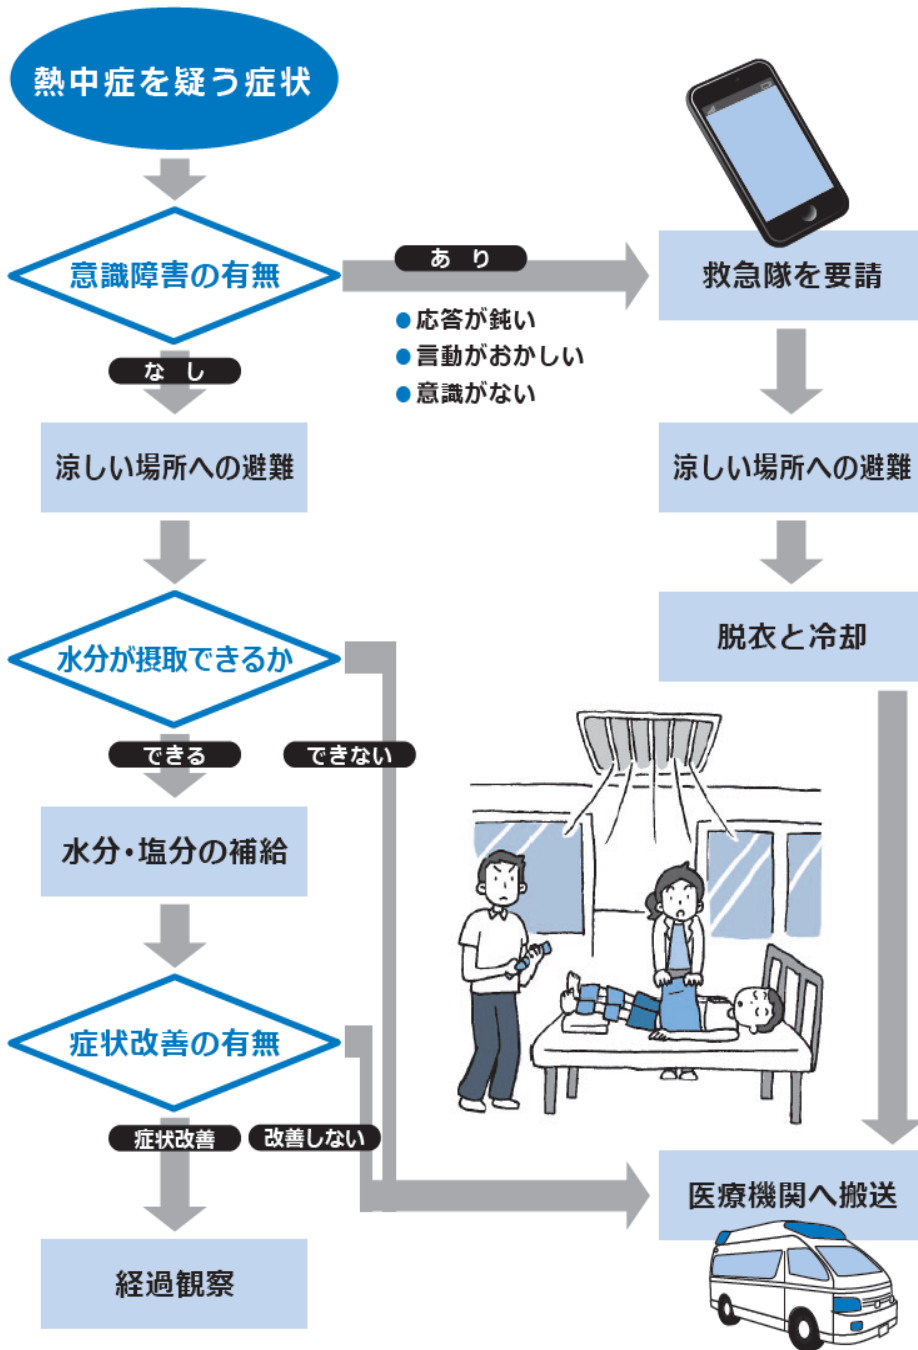 熱中症を疑う症状
意識障害の有無
あり
応答が鈍い
言動がおかしい
意識がない
救急隊を要請
なし
涼しい場所への避難
涼しい場所への避難
脱衣と冷却
水分が摂取できるか
できる
できない
水分・塩分の補給
症状改善の有無
症状改善
改善しない
医療機関へ搬送
経過観察